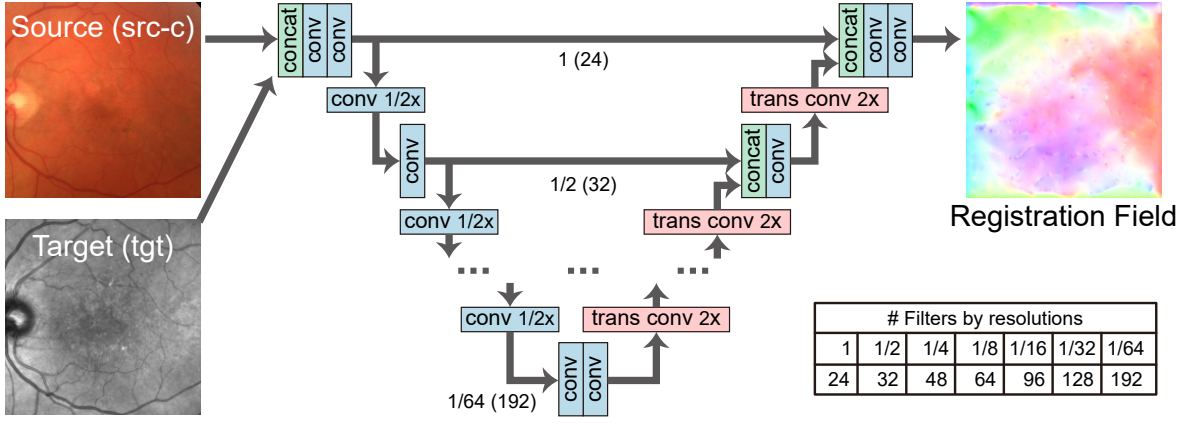 Source (src-c)
Target (tgt)
concat
conv
conv
1 (24)
concat
conv
conv
conv 1/2x
trans conv 2x
conv
1/2 (32)
concat
conv
conv 1/2x
trans conv 2x
... ... ...
conv 1/2x
trans conv 2x
1/64 (192)
conv
conv
Registration Field
# Filters by resolutions
1 1/2 1/4 1/8 1/16 1/32 1/64
24 32 48 64 96 128 192